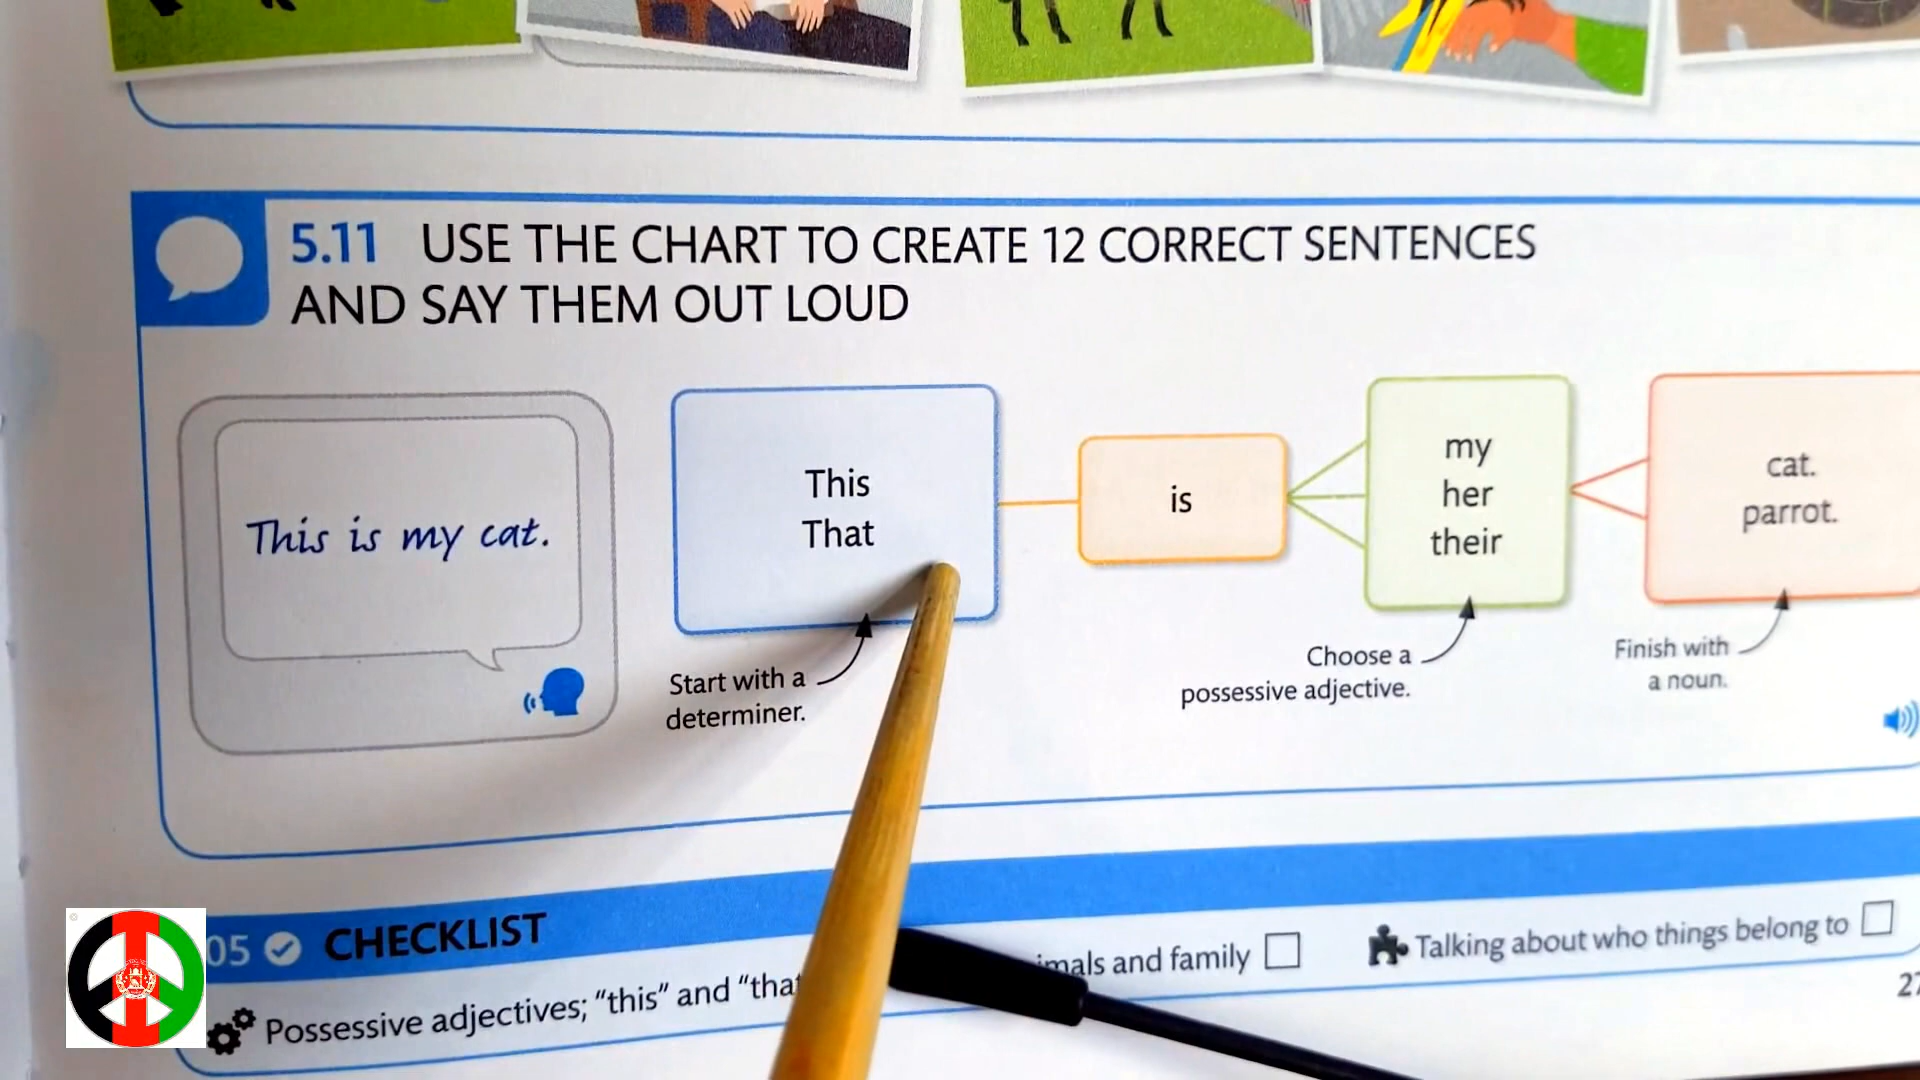 5.11 USE THE CHART TO CREATE 12 CORRECT SENTENCES
AND SAY THEM OUT LOUD
This is my cat.
This
That
is
my
her
their
cat.
parrot.
Start with a
determiner.
Choose a
possessive adjective.
Finish with
a noun.
05 CHECKLIST
Possessive adjectives; “this” and “tha
imals and family
Talking about who things belong to
27